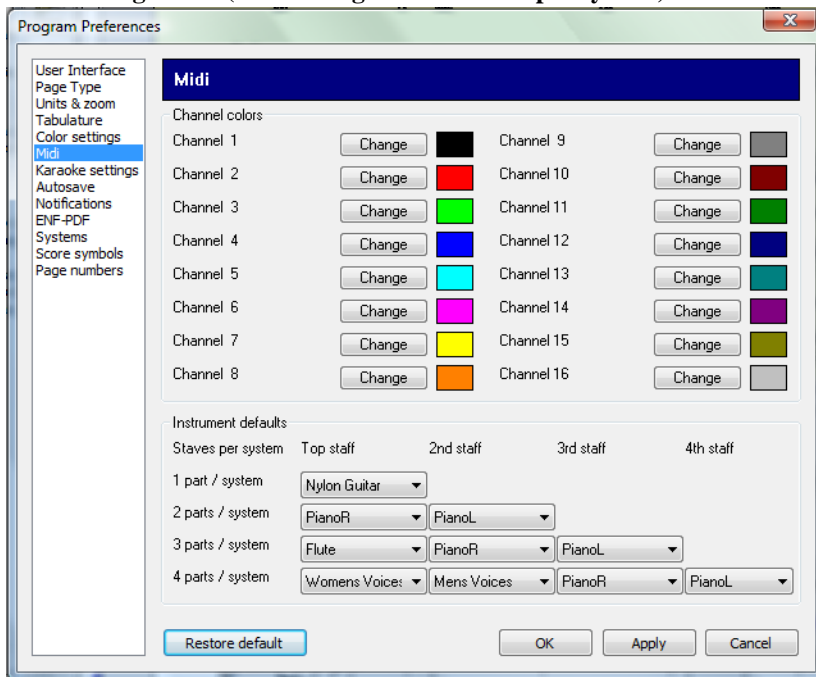 Program Preferences
User Interface
Page Type
Units & zoom
Tabulature
Color settings
Midi
Karaoke settings
Autosave
Notifications
ENF-PDF
Systems
Score symbols
Page numbers
Midi
Channel colors
Channel 1 Change Channel 9 Change
Channel 2 Change Channel 10 Change
Channel 3 Change Channel 11 Change
Channel 4 Change Channel 12 Change
Channel 5 Change Channel 13 Change
Channel 6 Change Channel 14 Change
Channel 7 Change Channel 15 Change
Channel 8 Change Channel 16 Change
Instrument defaults
Staves per system Top staff 2nd staff 3rd staff 4th staff
1 part / system Nylon Guitar
2 parts / system PianoR PianoL
3 parts / system Flute PianoR PianoL
4 parts / system Womens Voices Mens Voices PianoR PianoL
Restore default OK Apply Cancel